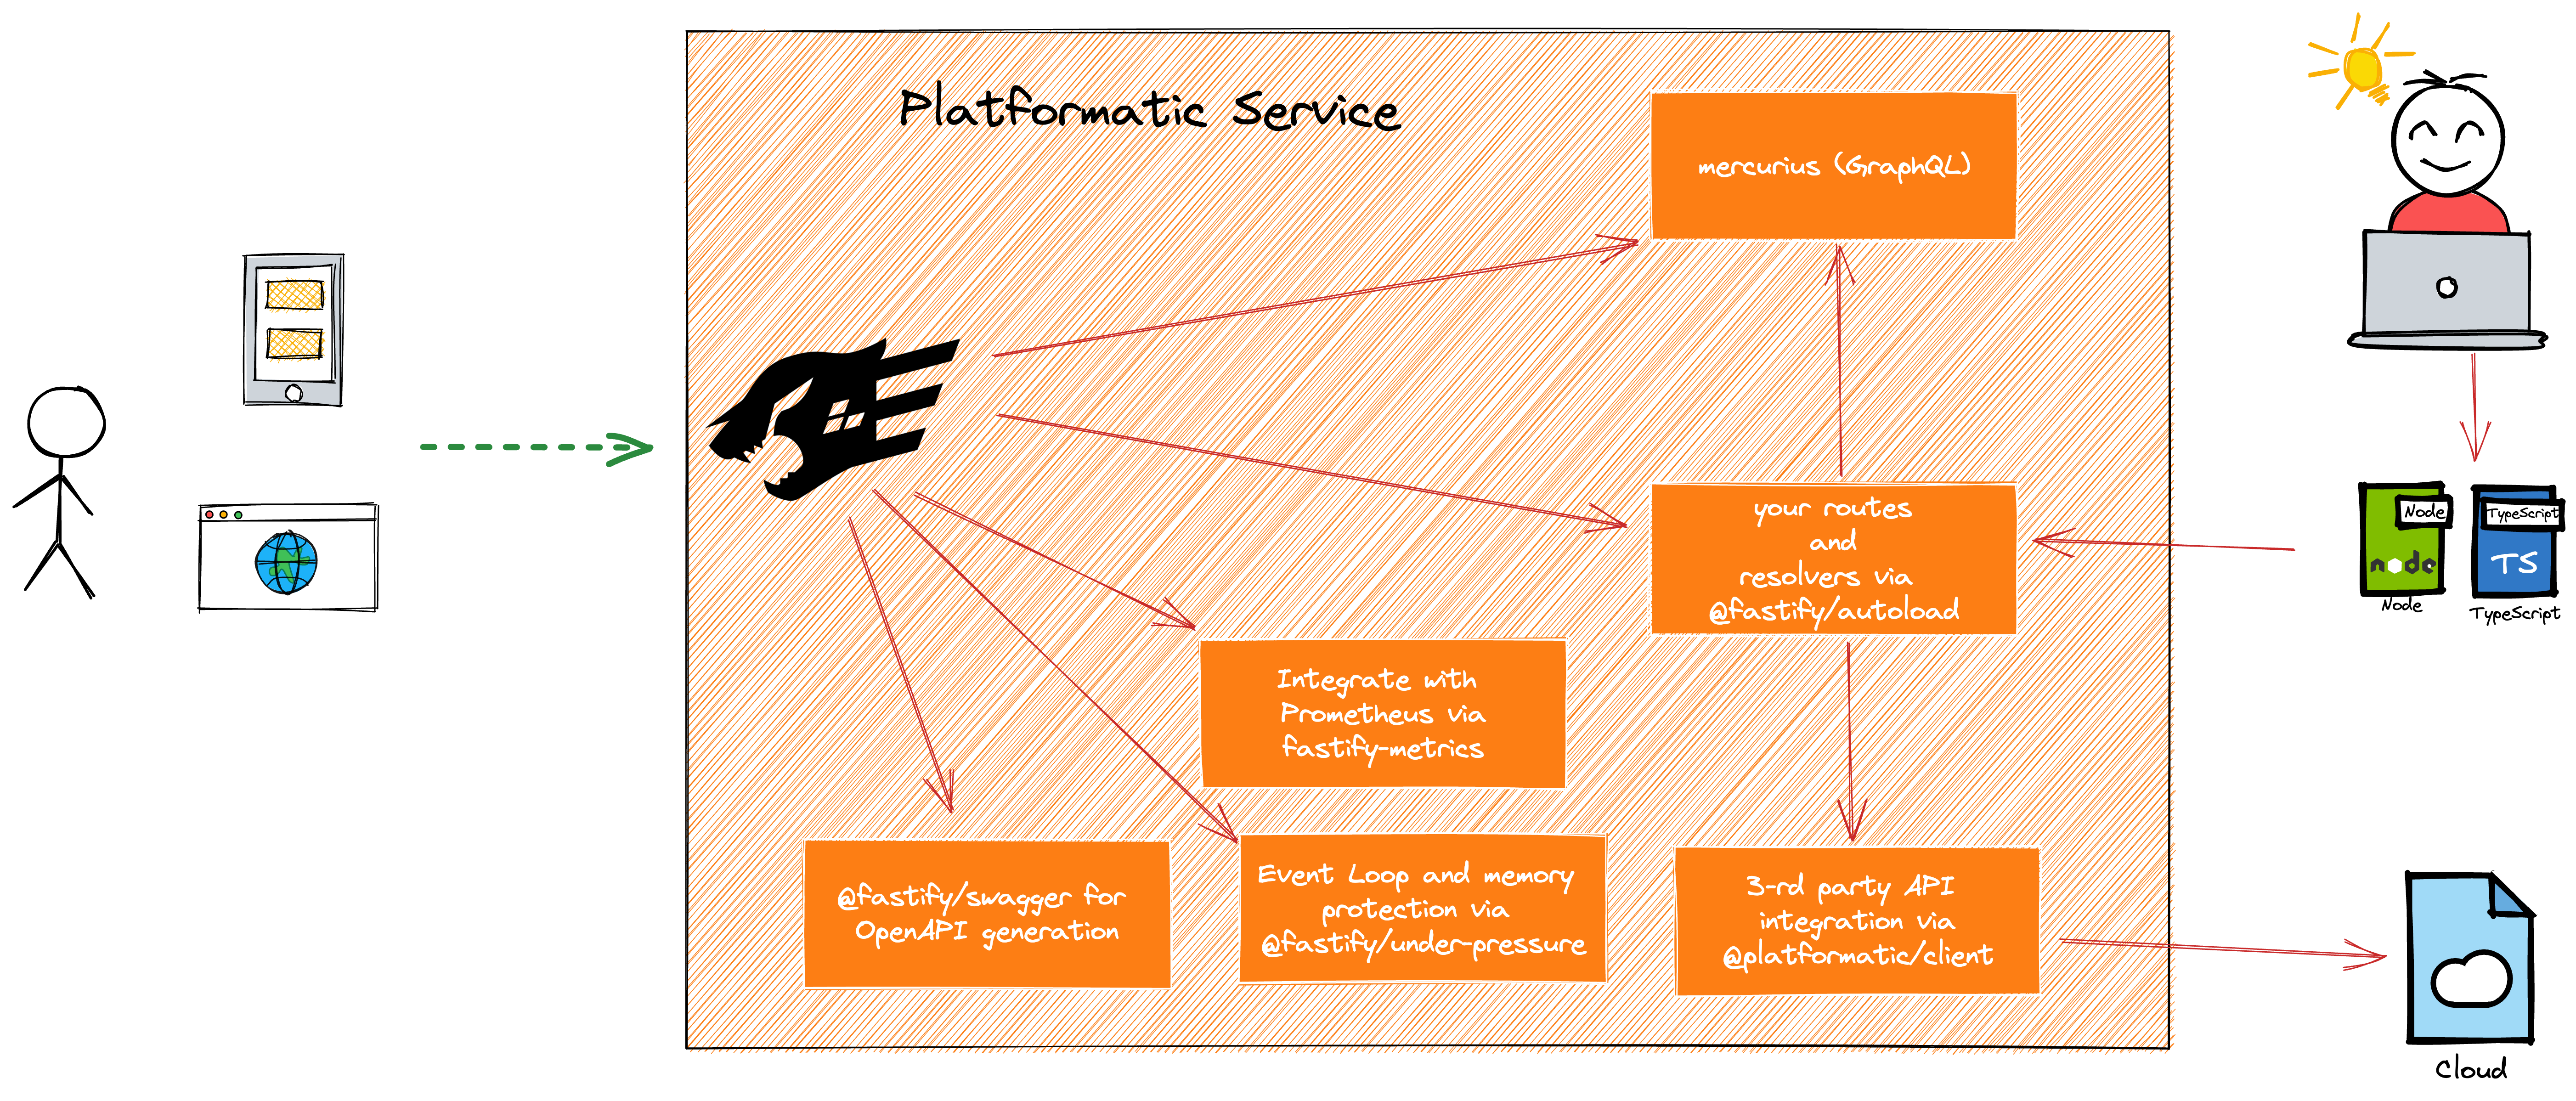 Platformatic Service
mercurius (GraphQL)
your routes
and
resolvers via
@fastify/autoload
Integrate with
Prometheus via
fastify-metrics
@fastify/swagger for
OpenAPI generation
Event Loop and memory
protection via
@fastify/under-pressure
3-rd party API
integration via
@platformatic/client
Node
node
Node
TypeScript
TS
TypeScript
Cloud